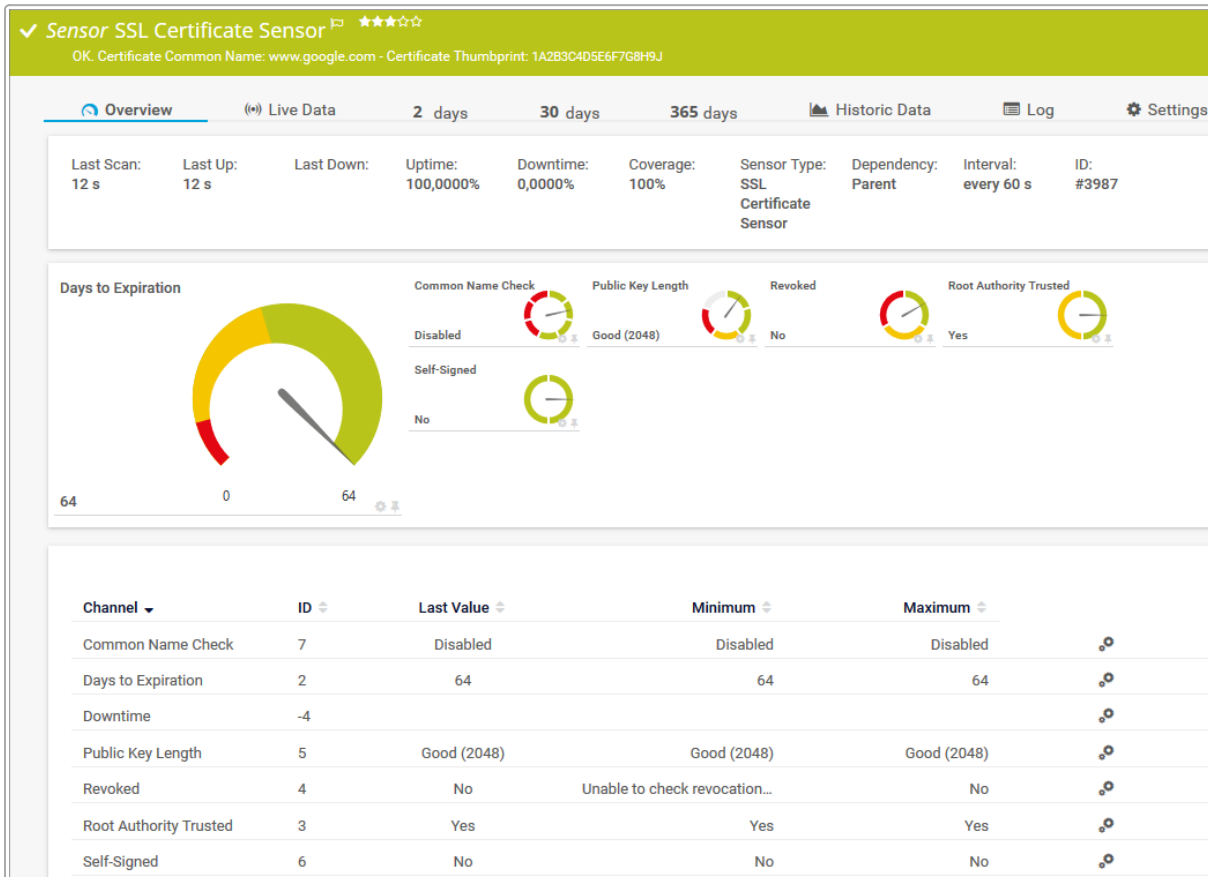 Sensor SSL Certificate Sensor
OK. Certificate Common Name: www.google.com - Certificate Thumbprint: 1A2B3C4D5E6F7G8H9J
Overview Live Data 2 days 30 days 365 days Historic Data Log Settings
Last Scan: Last Up: Last Down: Uptime: Downtime: Coverage: Sensor Type: Dependency: Interval: ID:
12 s 12 s 100,0000% 0,0000% 100% SSL Parent every 60 s #3987
Certificate
Sensor
Days to Expiration
64
0 64
Common Name Check
Disabled
Public Key Length
Good (2048)
Revoked
No
Root Authority Trusted
Yes
Self-Signed
No
Channel ID Last Value Minimum Maximum
Common Name Check 7 Disabled Disabled Disabled
Days to Expiration 2 64 64 64
Downtime -4
Public Key Length 5 Good (2048) Good (2048) Good (2048)
Revoked 4 No Unable to check revocation... No
Root Authority Trusted 3 Yes Yes Yes
Self-Signed 6 No No No